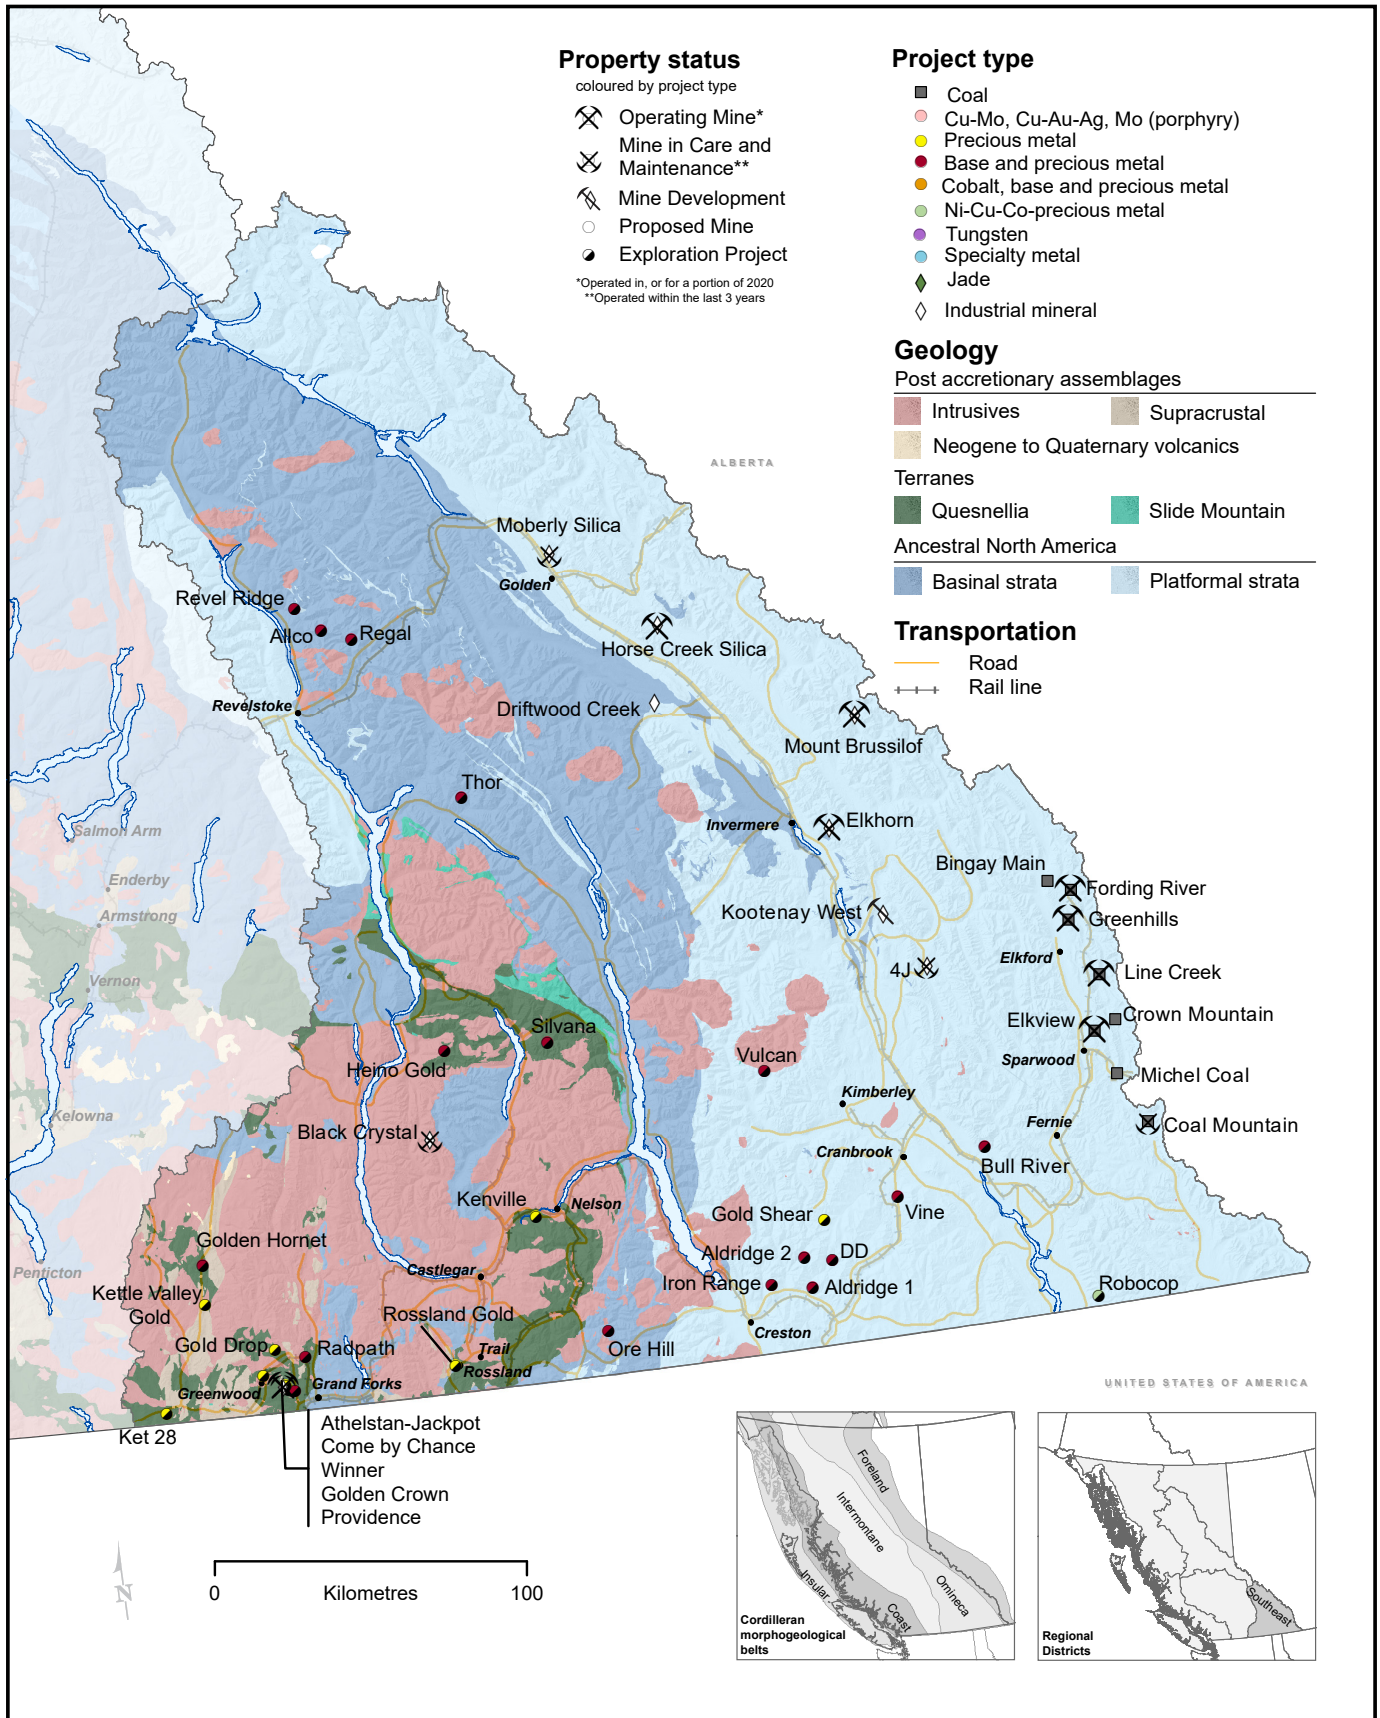 Property status
coloured by project type
Operating Mine*
Mine in Care and
Maintenance**
Mine Development
Proposed Mine
Exploration Project
*Operated in, or for a portion of 2020
**Operated within the last 3 years
Project type
Coal
Cu-Mo, Cu-Au-Ag, Mo (porphyry)
Precious metal
Base and precious metal
Cobalt, base and precious metal
Ni-Cu-Co-precious metal
Tungsten
Specialty metal
Jade
Industrial mineral
Geology
Post accretionary assemblages
Intrusives
Supracrustal
Neogene to Quaternary volcanics
Terranes
Quesnellia
Slide Mountain
Ancestral North America
Basinal strata
Platformal strata
Transportation
Road
Rail line
ALBERTA
Moberly Silica
Golden
Revel Ridge
Allco
Regal
Horse Creek Silica
Revelstoke
Driftwood Creek
Mount Brussilof
Thor
Invermere
Elkhorn
Salmon Arm
Enderby
Armstrong
Vernon
Kelowna
Penticton
Bingay Main
Fording River
Kootenay West
Greenhills
Elkford
4J
Line Creek
Crown Mountain
Elkview
Silvana
Heino Gold
Vulcan
Sparwood
Michel Coal
Kimberley
Fernie
Coal Mountain
Black Crystal
Cranbrook
Bull River
Kenville
Nelson
Gold Shear
Vine
Golden Hornet
Aldridge 2
DD
Castlegar
Iron Range
Aldridge 1
Robocop
Kettle Valley
Gold
Rossland Gold
Creston
Gold Drop
Radpath
Trail
Ore Hill
Rossland
Greenwood
Grand Forks
UNITED STATES OF AMERICA
Ket 28
Athelstan-Jackpot
Come by Chance
Winner
Golden Crown
Providence
N
0
Kilometres
100
Foreland
Intermontane
Omineca
Insular
Coast
Cordilleran
morphogeological
belts
Southeast
Regional
Districts